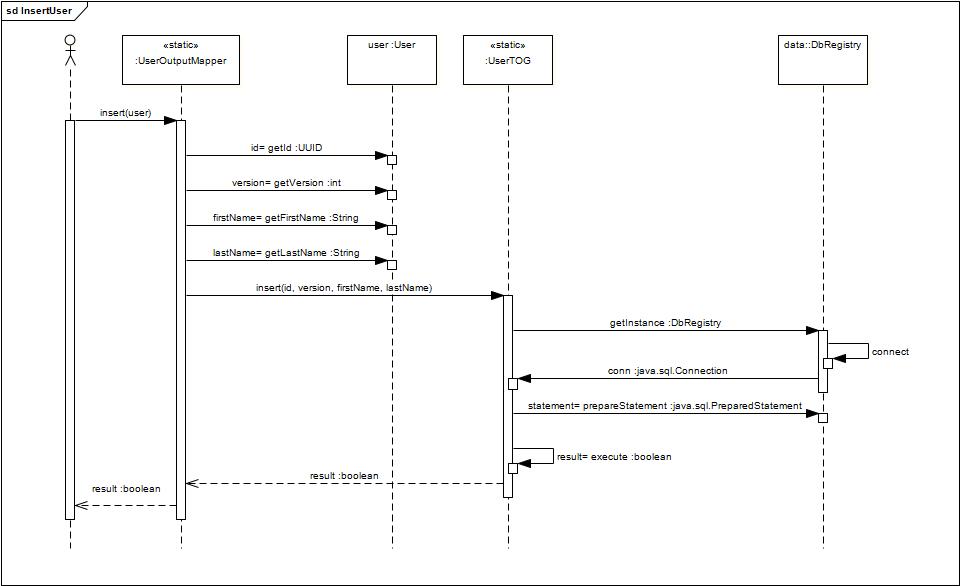 sd InsertUser
«static»
:UserOutputMapper
user :User
«static»
:UserTOG
data::DbRegistry
insert(user)
id= getId :UUID
version= getVersion :int
firstName= getFirstName :String
lastName= getLastName :String
insert(id, version, firstName, lastName)
getInstance :DbRegistry
connect
conn :java.sql.Connection
statement= prepareStatement :java.sql.PreparedStatement
result= execute :boolean
result :boolean
result :boolean